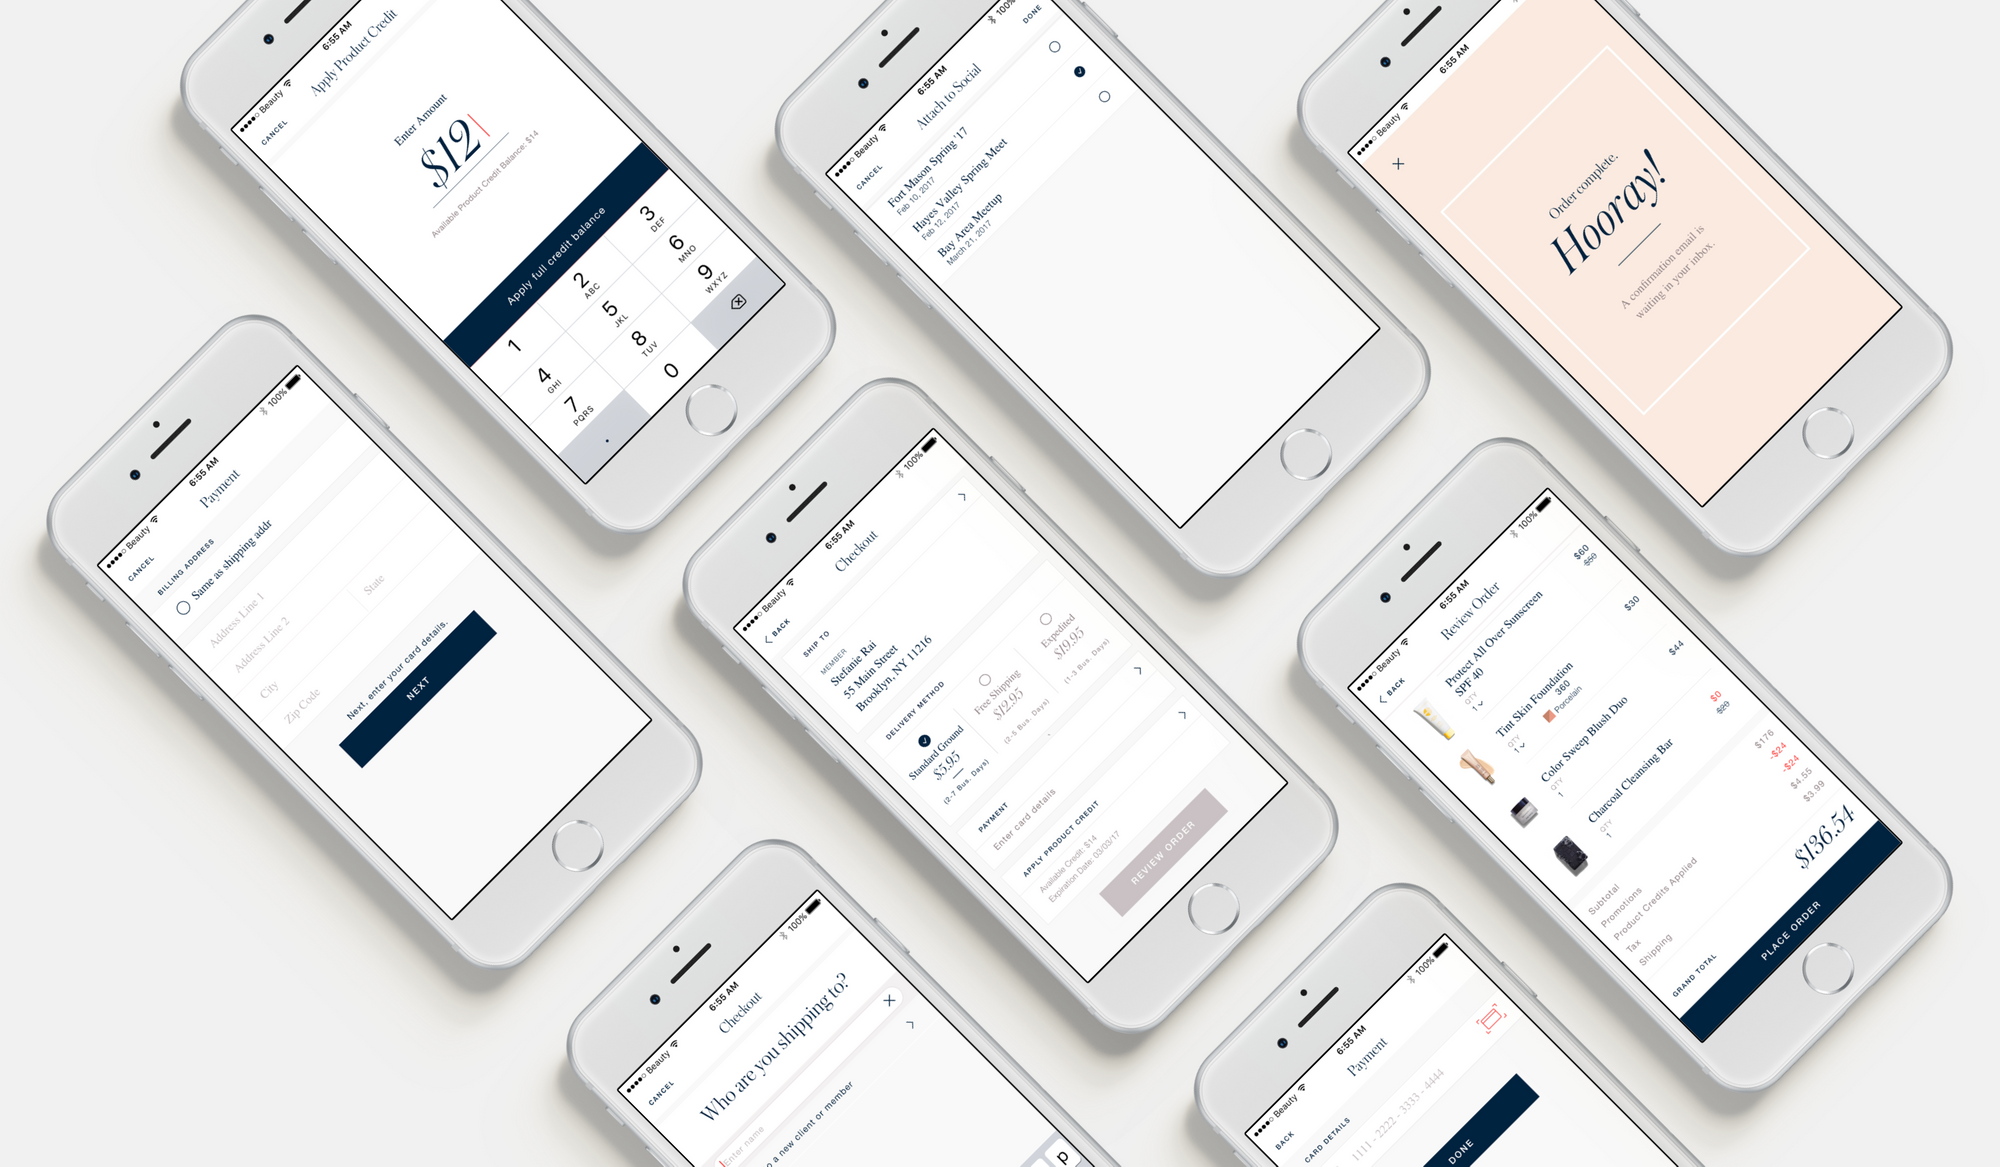 Beauty
6:55 AM
CANCEL
Apply Product Credit
Enter Amount
$12
Available Product Credit Balance: $14
Apply full credit balance
1
2
ABC
3
DEF
4
GHI
5
JKL
6
MNO
7
PQRS
8
TUV
9
WXYZ
.
0
Beauty
6:55 AM
100%
CANCEL
Attach to Social
DONE
Fort Mason Spring '17
Feb 10, 2017
Hayes Valley Spring Meet
Feb 12, 2017
Bay Area Meetup
March 21, 2017
Beauty
6:55 AM
Order complete.
Hooray!
A confirmation email is
waiting in your inbox.
Beauty
6:55 AM
100%
CANCEL
Payment
BILLING ADDRESS
Same as shipping addr
Address Line 1
Address Line 2
City
State
Zip Code
Next, enter your card details.
NEXT
Beauty
6:55 AM
100%
BACK
Checkout
SHIP TO
MEMBER
Stefanie Rai
55 Main Street
Brooklyn, NY 11216
DELIVERY METHOD
Standard Ground
$5.95
(2-7 Bus. Days)
Free Shipping
$12.95
(2-5 Bus. Days)
Expedited
$19.95
(1-3 Bus. Days)
PAYMENT
Enter card details
APPLY PRODUCT CREDIT
Available Credit: $14
Expiration Date: 03/03/17
REVIEW ORDER
Beauty
6:55 AM
100%
BACK
Review Order
Protect All Over Sunscreen
SPF 40
$60
$50
QTY
1
Tint Skin Foundation
$30
360
Porcelain
QTY
1
Color Sweep Blush Duo
$44
QTY
1
Charcoal Cleansing Bar
$0
$20
QTY
1
Subtotal
$176
Promotions
-$24
Product Credits Applied
-$24
Tax
$4.55
Shipping
$3.99
GRAND TOTAL
$136.54
PLACE ORDER
Beauty
6:55 AM
100%
CANCEL
Checkout
Who are you shipping to?
Enter name
a new client or member
p
Beauty
6:55 AM
100%
BACK
Payment
CARD DETAILS
1111 - 2222 - 3333 - 4444
DONE